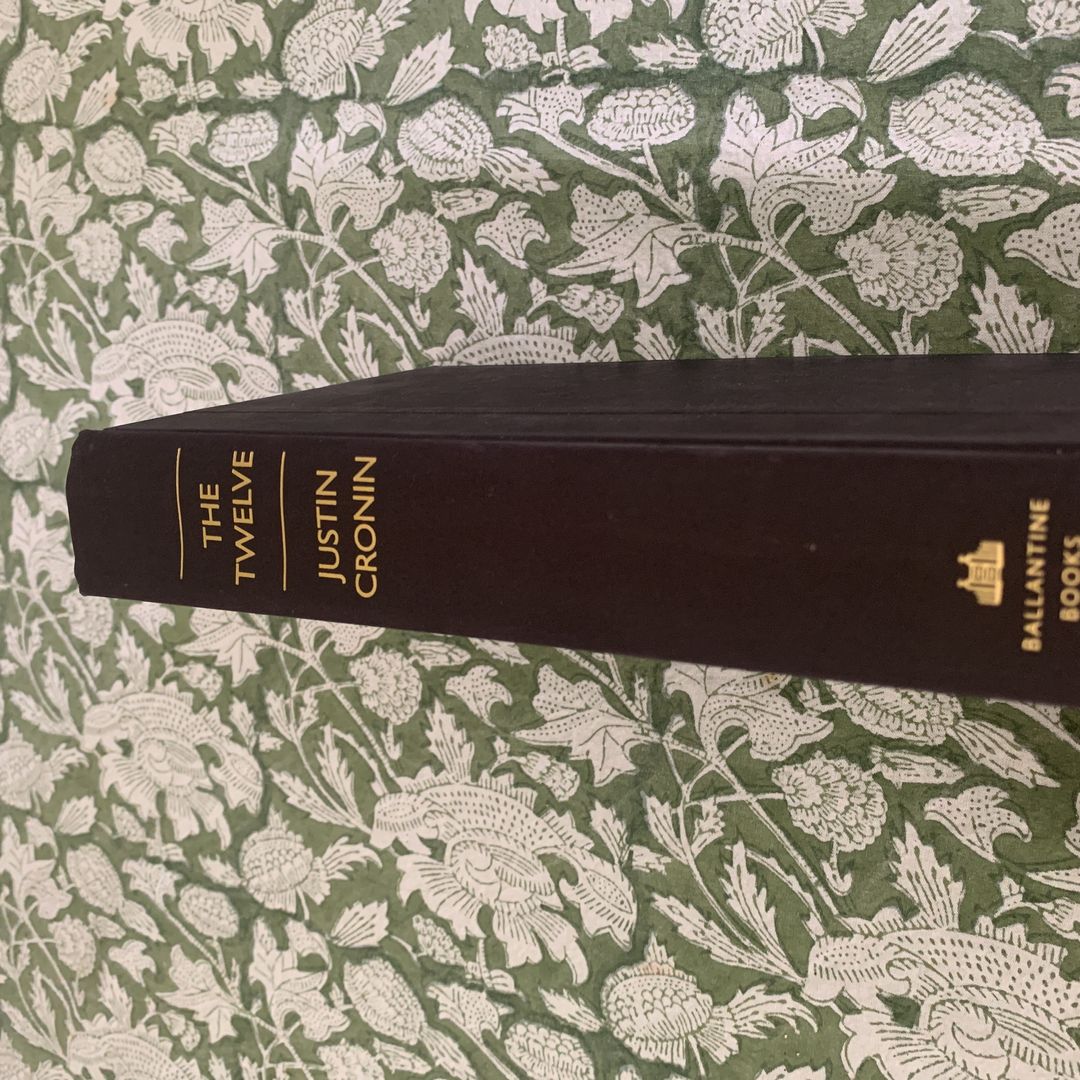 THE
TWELVE
JUSTIN
CRONIN
BALLANTINE
BOOKS